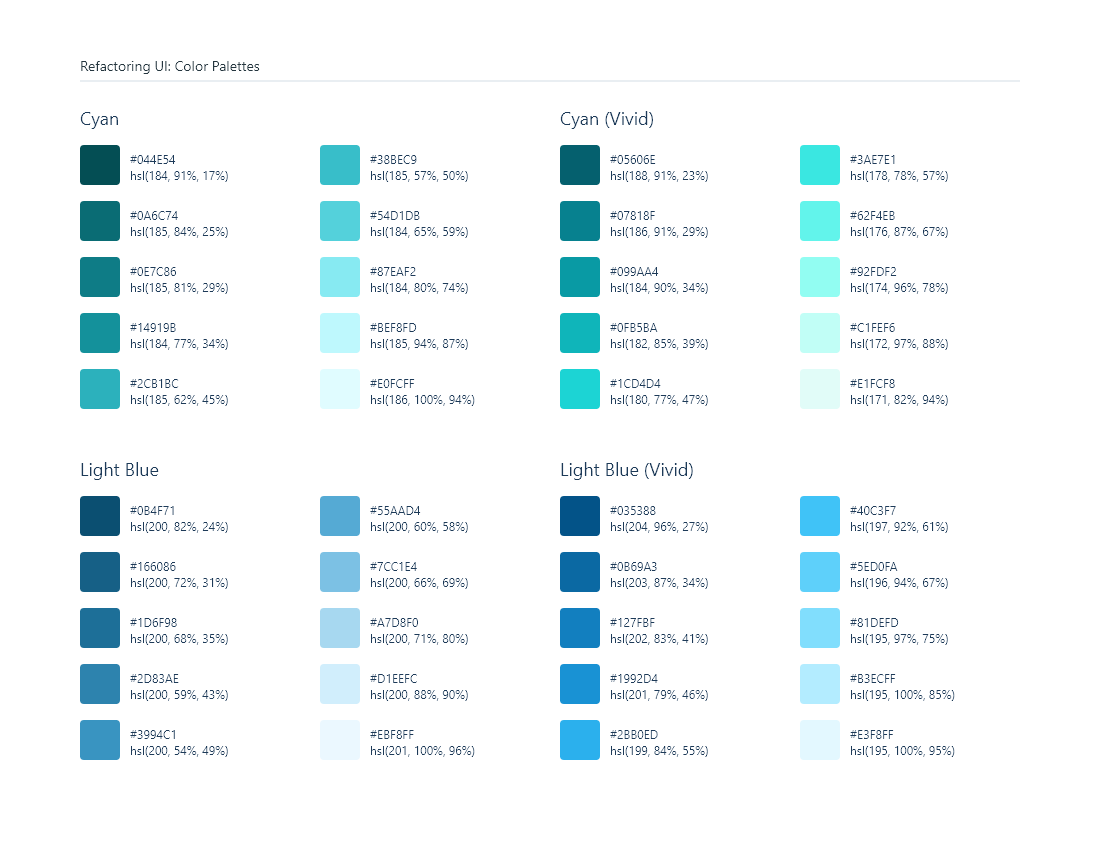 Refactoring UI: Color Palettes
Cyan
#044E54
hsl(184, 91%, 17%)
#0A6C74
hsl(185, 84%, 25%)
#0E7C86
hsl(185, 81%, 29%)
#14919B
hsl(184, 77%, 34%)
#2CB1BC
hsl(185, 62%, 45%)
#38BEC9
hsl(185, 57%, 50%)
#54D1DB
hsl(184, 65%, 59%)
#87EAF2
hsl(184, 80%, 74%)
#BEF8FD
hsl(185, 94%, 87%)
#E0FCFF
hsl(186, 100%, 94%)
Cyan (Vivid)
#05606E
hsl(188, 91%, 23%)
#07818F
hsl(186, 91%, 29%)
#099AA4
hsl(184, 90%, 34%)
#0FB5BA
hsl(182, 85%, 39%)
#1CD4D4
hsl(180, 77%, 47%)
#3AE7E1
hsl(178, 78%, 57%)
#62F4EB
hsl(176, 87%, 67%)
#92FDF2
hsl(174, 96%, 78%)
#C1FEF6
hsl(172, 97%, 88%)
#E1FCF8
hsl(171, 82%, 94%)
Light Blue
#0B4F71
hsl(200, 82%, 24%)
#166086
hsl(200, 72%, 31%)
#1D6F98
hsl(200, 68%, 35%)
#2D83AE
hsl(200, 59%, 43%)
#3994C1
hsl(200, 54%, 49%)
#55AAD4
hsl(200, 60%, 58%)
#7CC1E4
hsl(200, 66%, 69%)
#A7D8F0
hsl(200, 71%, 80%)
#D1EEFC
hsl(200, 88%, 90%)
#EBF8FF
hsl(201, 100%, 96%)
Light Blue (Vivid)
#035388
hsl(204, 96%, 27%)
#0B69A3
hsl(203, 87%, 34%)
#127FBF
hsl(202, 83%, 41%)
#1992D4
hsl(201, 79%, 46%)
#2BB0ED
hsl(199, 84%, 55%)
#40C3F7
hsl(197, 92%, 61%)
#5ED0FA
hsl(196, 94%, 67%)
#81DEFD
hsl(195, 97%, 75%)
#B3ECFF
hsl(195, 100%, 85%)
#E3F8FF
hsl(195, 100%, 95%)